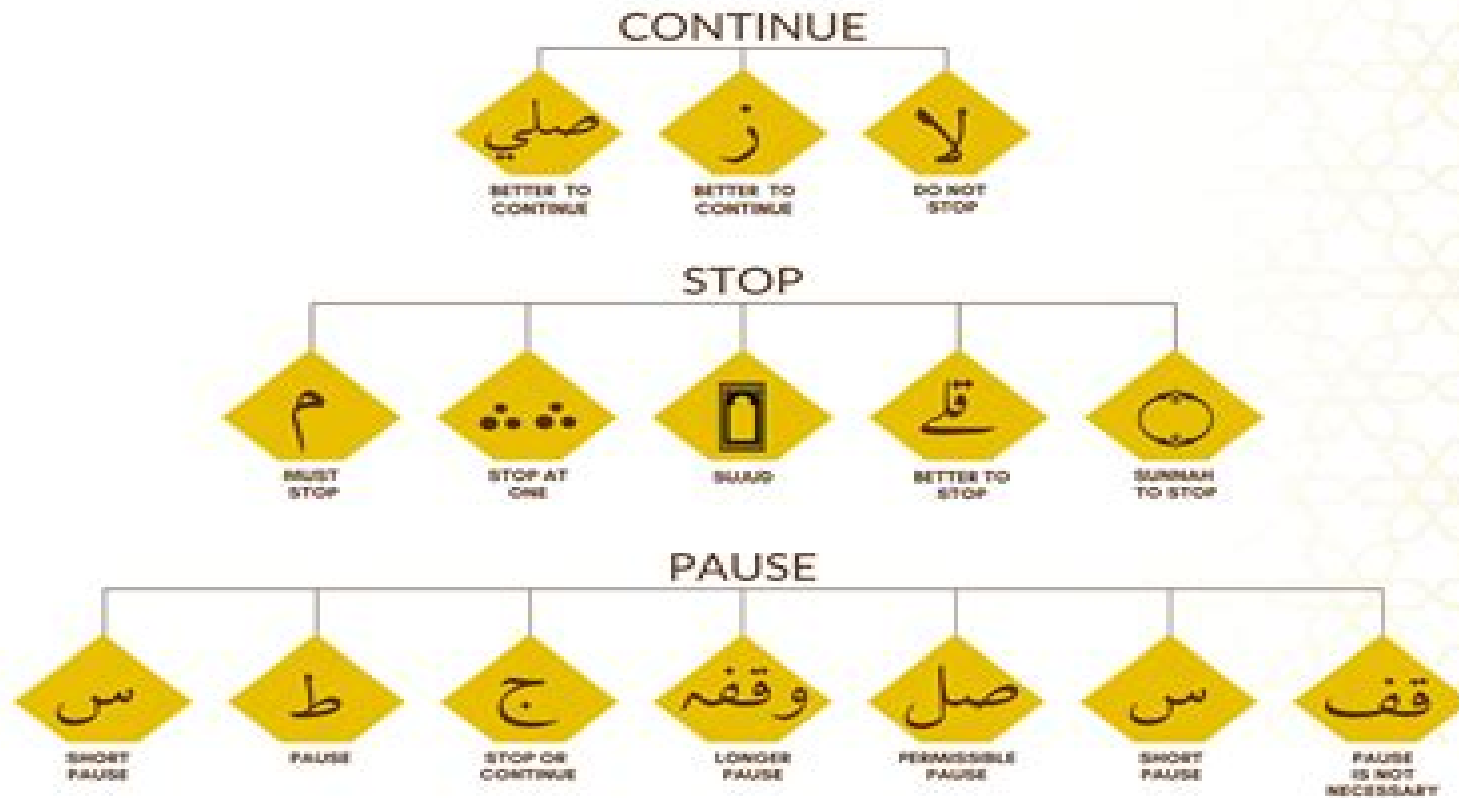 CONTINUE
صلي ز لا
BETTER TO CONTINUE
BETTER TO CONTINUE
DO NOT STOP
STOP
م قلے
MUST STOP
STOP AT ONE
SUJUD
BETTER TO STOP
SUNNAH TO STOP
PAUSE
س ط ج وقفہ صل س قف
SHORT PAUSE
PAUSE
STOP OR CONTINUE
LONGER PAUSE
PERMISSIBLE PAUSE
SHORT PAUSE
PAUSE IS NOT NECESSARY